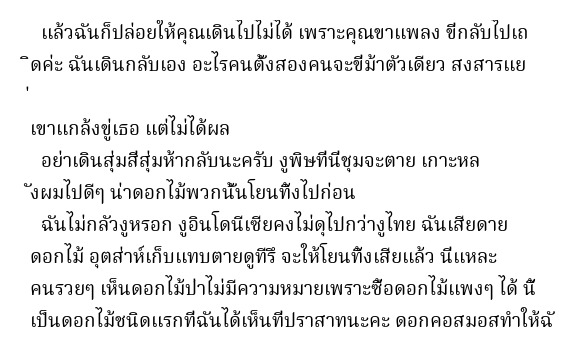 แล้วฉันก็ปล่อยให้คุณเดินไปไม่ได้ เพราะคุณขาแพลง ขี่กลับไปเถ
ิดค่ะ ฉันเดินกลับเอง อะไรคนตั้งสองคนจะขี่ม้าตัวเดียว สงสารแย
่
เขาแกล้งขู่เธอ แต่ไม่ได้ผล
อย่าเดินสุ่มสี่สุ่มห้ากลับนะครับ งูพิษที่นี่ชุมจะตาย เกาะหล
ังผมไปดีๆ น่าดอกไม้พวกนั้นโยนทิ้งไปก่อน
ฉันไม่กลัวงูหรอก งูอินโดนีเซียคงไม่ดุไปกว่างูไทย ฉันเสียดาย
ดอกไม้ อุตส่าห์เก็บแทบตายดูทีรึ จะให้โยนทิ้งเสียแล้ว นี่แหละ
คนรวยๆ เห็นดอกไม้ป่าไม่มีความหมายเพราะซื้อดอกไม้แพงๆ ได้ นี่
เป็นดอกไม้ชนิดแรกที่ฉันได้เห็นที่ปราสาทนะคะ ดอกคอสมอสทำให้ฉั